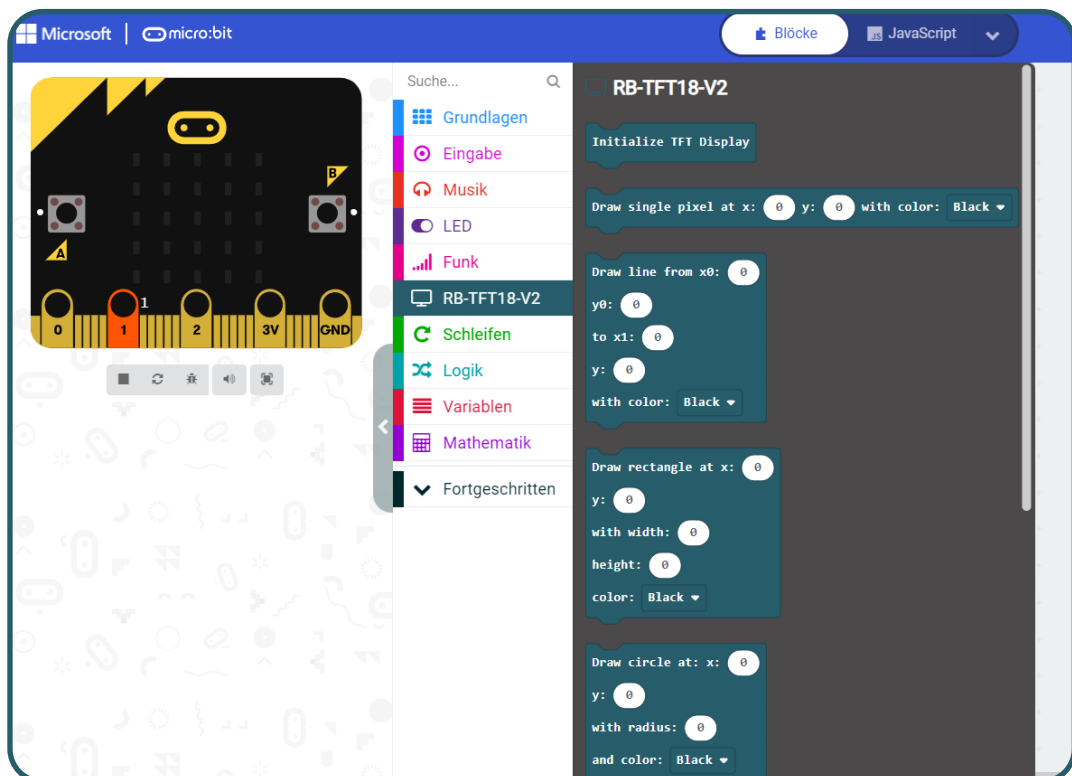 Microsoft micro:bit Blöcke JS JavaScript
B
A
1
0 1 2 3V GND
Suche...
Grundlagen
Eingabe
Musik
LED
Funk
RB-TFT18-V2
Schleifen
Logik
Variablen
Mathematik
Fortgeschritten
RB-TFT18-V2
Initialize TFT Display
Draw single pixel at x: 0 y: 0 with color: Black
Draw line from x0: 0
y0: 0
to x1: 0
y: 0
with color: Black
Draw rectangle at x: 0
y: 0
with width: 0
height: 0
color: Black
Draw circle at: x: 0
y: 0
with radius: 0
and color: Black